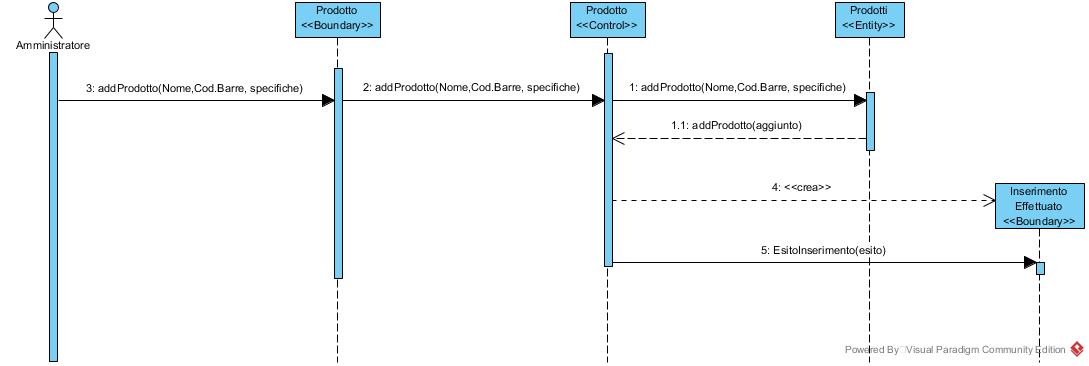 Amministratore
Prodotto
<<Boundary>>
Prodotto
<<Control>>
Prodotti
<<Entity>>
3: addProdotto(Nome,Cod.Barre, specifiche)
2: addProdotto(Nome,Cod.Barre, specifiche)
1: addProdotto(Nome,Cod.Barre, specifiche)
1.1: addProdotto(aggiunto)
4: <<crea>>
Inserimento
Effettuato
<<Boundary>>
5: EsitoInserimento(esito)
Powered By Visual Paradigm Community Edition